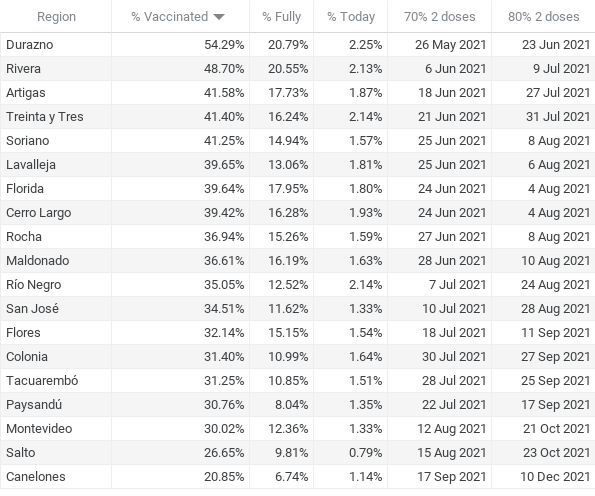 Region % Vaccinated % Fully % Today 70% 2 doses 80% 2 doses
Durazno 54.29% 20.79% 2.25% 26 May 2021 23 Jun 2021
Rivera 48.70% 20.55% 2.13% 6 Jun 2021 9 Jul 2021
Artigas 41.58% 17.73% 1.87% 18 Jun 2021 27 Jul 2021
Treinta y Tres 41.40% 16.24% 2.14% 21 Jun 2021 31 Jul 2021
Soriano 41.25% 14.94% 1.57% 25 Jun 2021 8 Aug 2021
Lavalleja 39.65% 13.06% 1.81% 25 Jun 2021 6 Aug 2021
Florida 39.64% 17.95% 1.80% 24 Jun 2021 4 Aug 2021
Cerro Largo 39.42% 16.28% 1.93% 24 Jun 2021 4 Aug 2021
Rocha 36.94% 15.26% 1.59% 27 Jun 2021 8 Aug 2021
Maldonado 36.61% 16.19% 1.63% 28 Jun 2021 10 Aug 2021
Río Negro 35.05% 12.52% 2.14% 7 Jul 2021 24 Aug 2021
San José 34.51% 11.62% 1.33% 10 Jul 2021 28 Aug 2021
Flores 32.14% 15.15% 1.54% 18 Jul 2021 11 Sep 2021
Colonia 31.40% 10.99% 1.64% 30 Jul 2021 27 Sep 2021
Tacuarembó 31.25% 10.85% 1.51% 28 Jul 2021 25 Sep 2021
Paysandú 30.76% 8.04% 1.35% 22 Jul 2021 17 Sep 2021
Montevideo 30.02% 12.36% 1.33% 12 Aug 2021 21 Oct 2021
Salto 26.65% 9.81% 0.79% 15 Aug 2021 23 Oct 2021
Canelones 20.85% 6.74% 1.14% 17 Sep 2021 10 Dec 2021